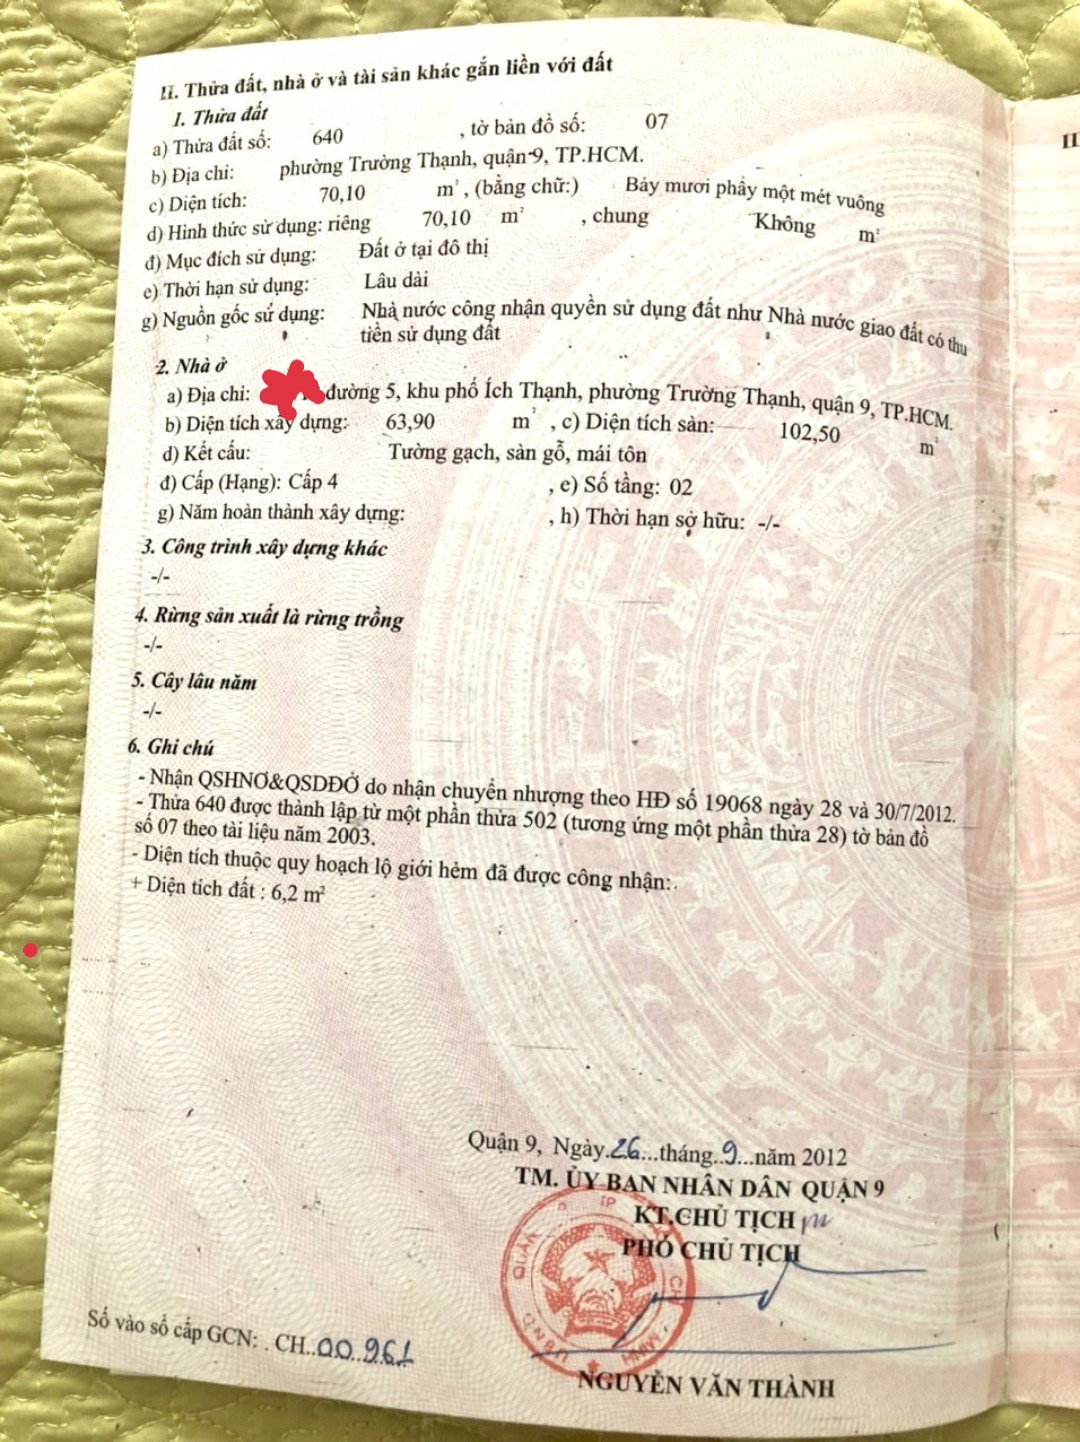 II. Thửa đất, nhà ở và tài sản khác gắn liền với đất
1. Thửa đất
a) Thửa đất số: 640 , tờ bản đồ số: 07
b) Địa chỉ: phường Trường Thạnh, quận 9, TP.HCM.
c) Diện tích: 70,10 m², (bằng chữ:) Bảy mươi phẩy một mét vuông
d) Hình thức sử dụng: riêng 70,10 m² , chung Không m²
đ) Mục đích sử dụng: Đất ở tại đô thị
e) Thời hạn sử dụng: Lâu dài
g) Nguồn gốc sử dụng: Nhà nước công nhận quyền sử dụng đất như Nhà nước giao đất có thu
tiền sử dụng đất
2. Nhà ở
a) Địa chỉ: đường 5, khu phố Ích Thạnh, phường Trường Thạnh, quận 9, TP.HCM.
b) Diện tích xây dựng: 63,90 m² , c) Diện tích sàn: 102,50 m²
d) Kết cấu: Tường gạch, sàn gỗ, mái tôn
đ) Cấp (Hạng): Cấp 4 , e) Số tầng: 02
g) Năm hoàn thành xây dựng: , h) Thời hạn sở hữu: -/-
3. Công trình xây dựng khác
-/-
4. Rừng sản xuất là rừng trồng
-/-
5. Cây lâu năm
-/-
6. Ghi chú
- Nhận QSHNƠ&QSDĐỞ do nhận chuyển nhượng theo HĐ số 19068 ngày 28 và 30/7/2012.
- Thửa 640 được thành lập từ một phần thửa 502 (tương ứng một phần thửa 28) tờ bản đồ
số 07 theo tài liệu năm 2003.
- Diện tích thuộc quy hoạch lộ giới hẻm đã được công nhận:
+ Diện tích đất : 6,2 m²
Quận 9, Ngày 26 tháng 9 năm 2012
TM. ỦY BAN NHÂN DÂN QUẬN 9
KT.CHỦ TỊCH
PHÓ CHỦ TỊCH
NGUYỄN VĂN THÀNH
Số vào sổ cấp GCN: . CH..00.961
II